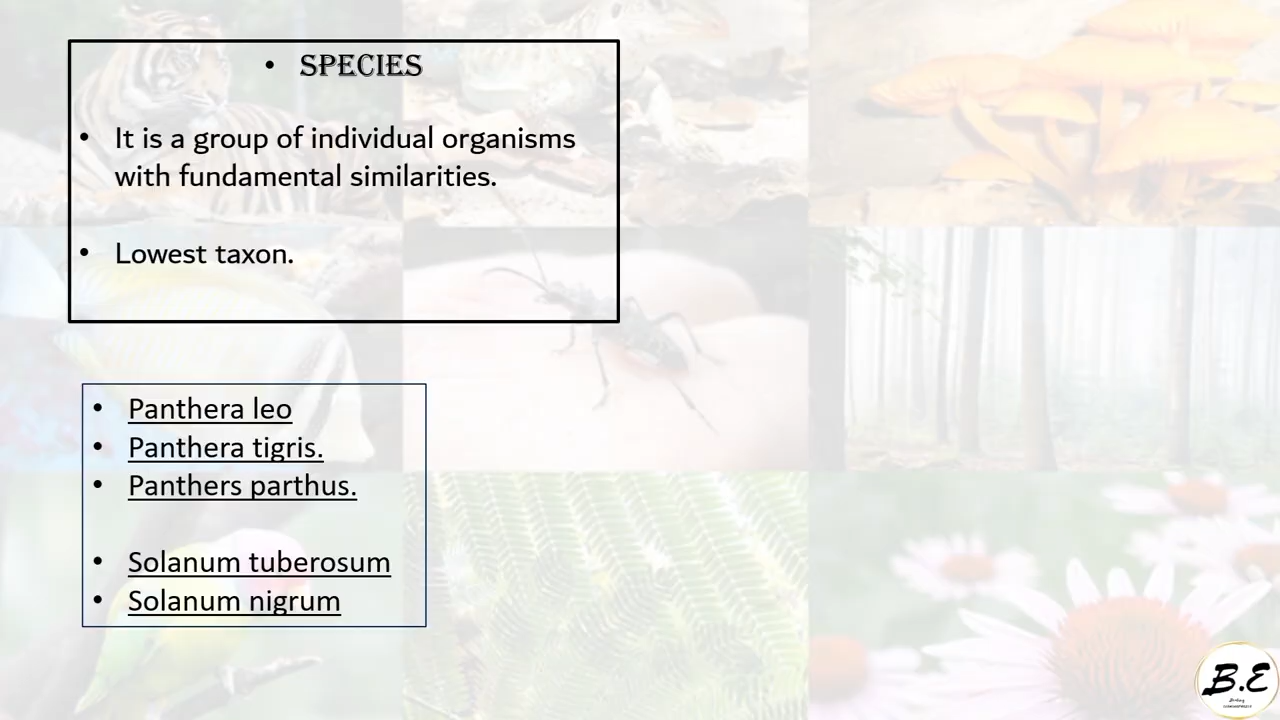 • SPECIES
• It is a group of individual organisms
with fundamental similarities.
• Lowest taxon.
• Panthera leo
• Panthera tigris.
• Panthers parthus.
• Solanum tuberosum
• Solanum nigrum
B.E